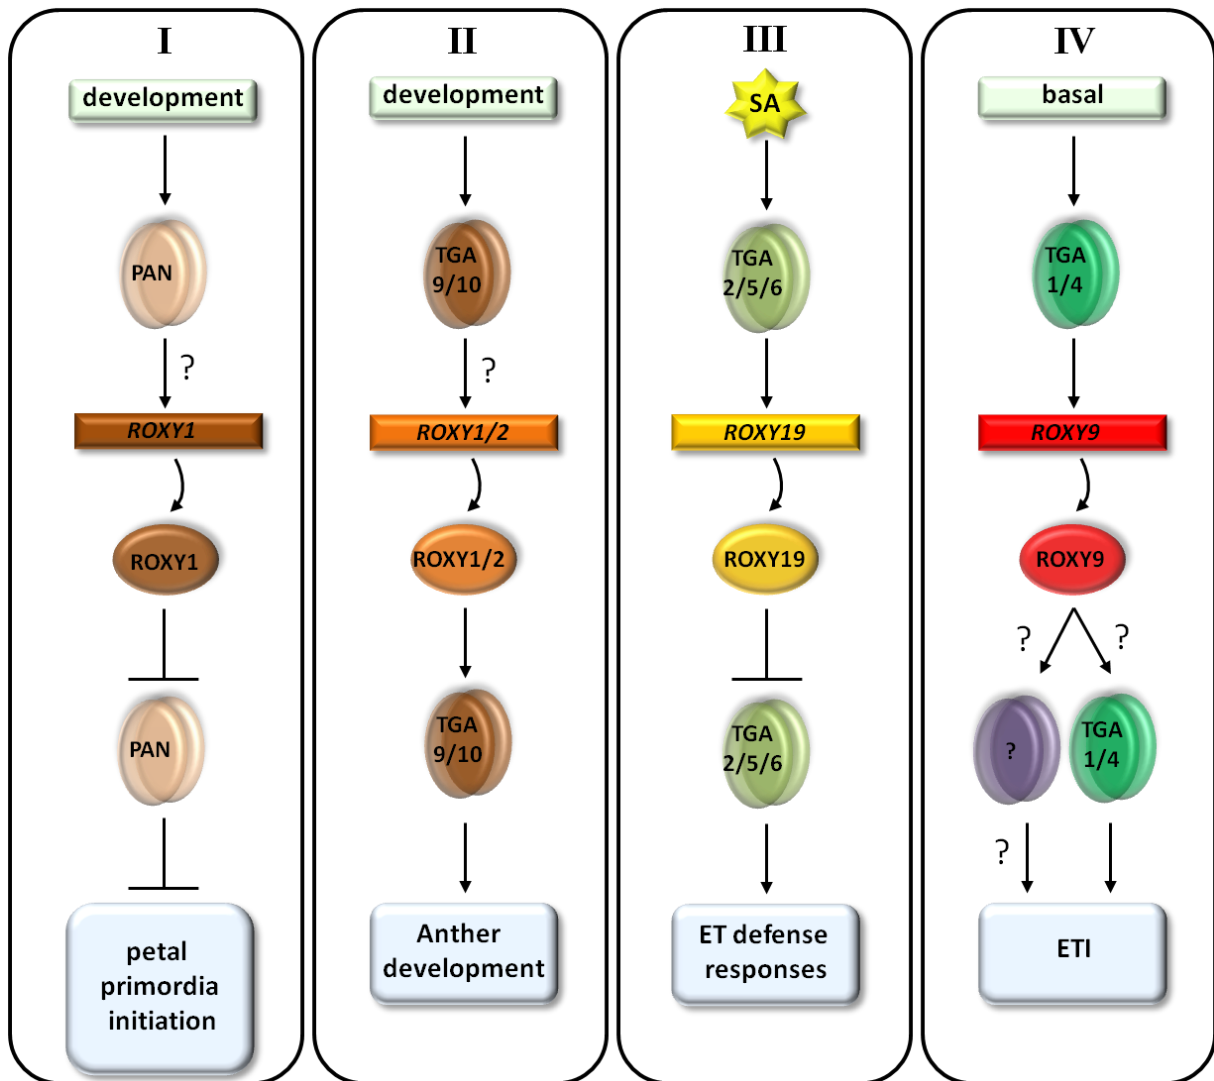 I
development
PAN
?
ROXY1
ROXY1
PAN
petal
primordia
initiation
II
development
TGA
9/10
?
ROXY1/2
ROXY1/2
TGA
9/10
Anther
development
III
SA
TGA
2/5/6
ROXY19
ROXY19
TGA
2/5/6
ET defense
responses
IV
basal
TGA
1/4
ROXY9
ROXY9
? ?
?
TGA
1/4
?
ETI